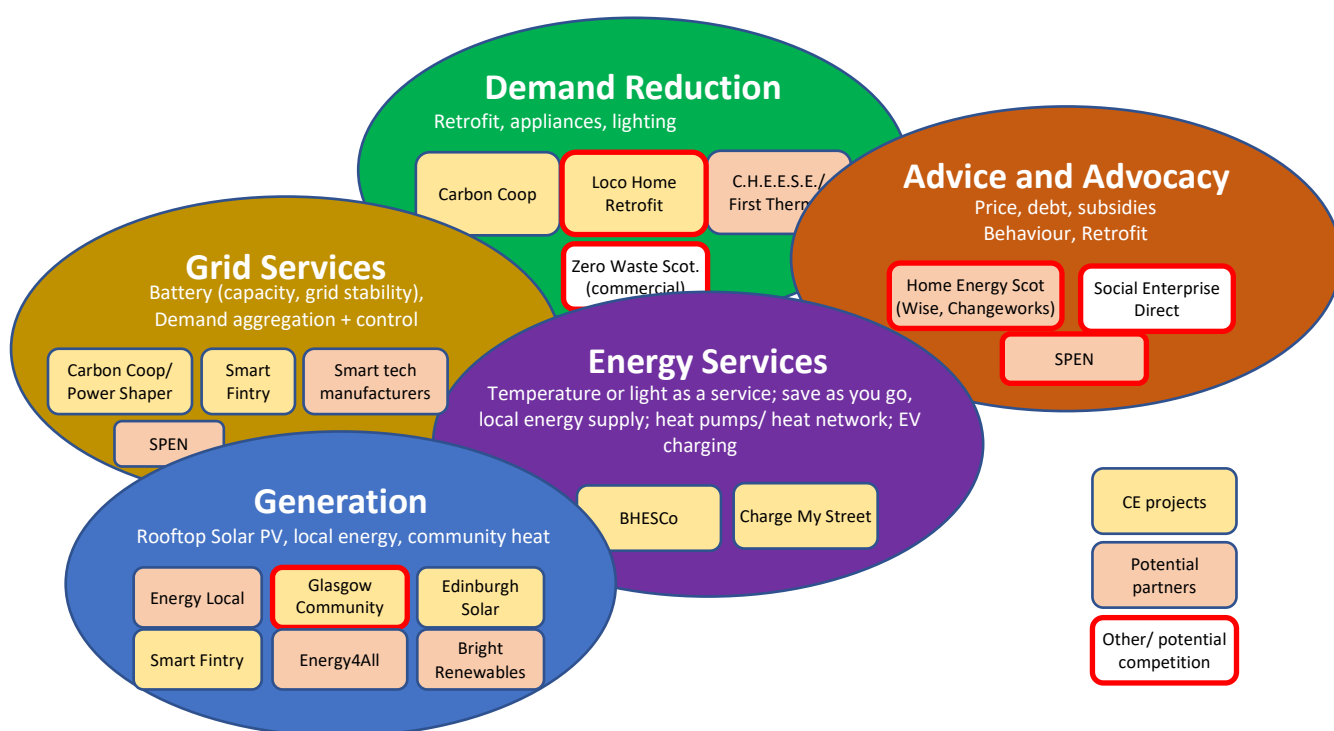 Demand Reduction
Retrofit, appliances, lighting
Carbon Coop
Loco Home
Retrofit
C.H.E.E.S.E./
First Therm
Zero Waste Scot.
(commercial)
Advice and Advocacy
Price, debt, subsidies
Behaviour, Retrofit
Home Energy Scot
(Wise, Changeworks)
Social Enterprise
Direct
SPEN
Grid Services
Battery (capacity, grid stability),
Demand aggregation + control
Carbon Coop/
Power Shaper
Smart
Fintry
Smart tech
manufacturers
SPEN
Energy Services
Temperature or light as a service; save as you go,
local energy supply; heat pumps/ heat network; EV
charging
BHESCo
Charge My Street
Generation
Rooftop Solar PV, local energy, community heat
Energy Local
Glasgow
Community
Edinburgh
Solar
Smart Fintry
Energy4All
Bright
Renewables
CE projects
Potential
partners
Other/ potential
competition